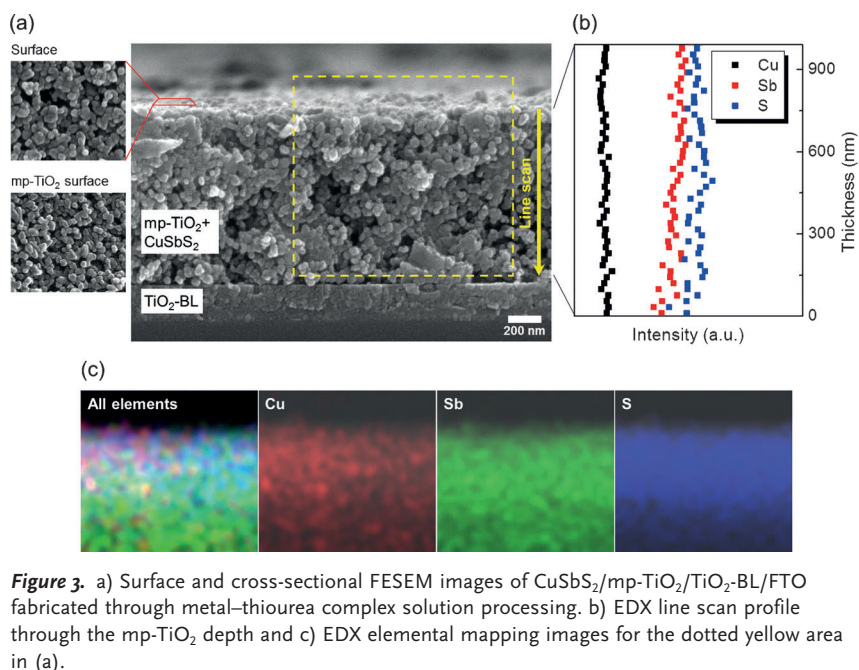 (a)
Surface
mp-TiO₂ surface
mp-TiO₂+
CuSbS₂
TiO₂-BL
Line scan
200 nm
(b)
Cu
Sb
S
900
600
300
0
Thickness (nm)
Intensity (a.u.)
(c)
All elements
Cu
Sb
S
Figure 3. a) Surface and cross-sectional FESEM images of CuSbS₂/mp-TiO₂/TiO₂-BL/FTO
fabricated through metal–thiourea complex solution processing. b) EDX line scan profile
through the mp-TiO₂ depth and c) EDX elemental mapping images for the dotted yellow area
in (a).